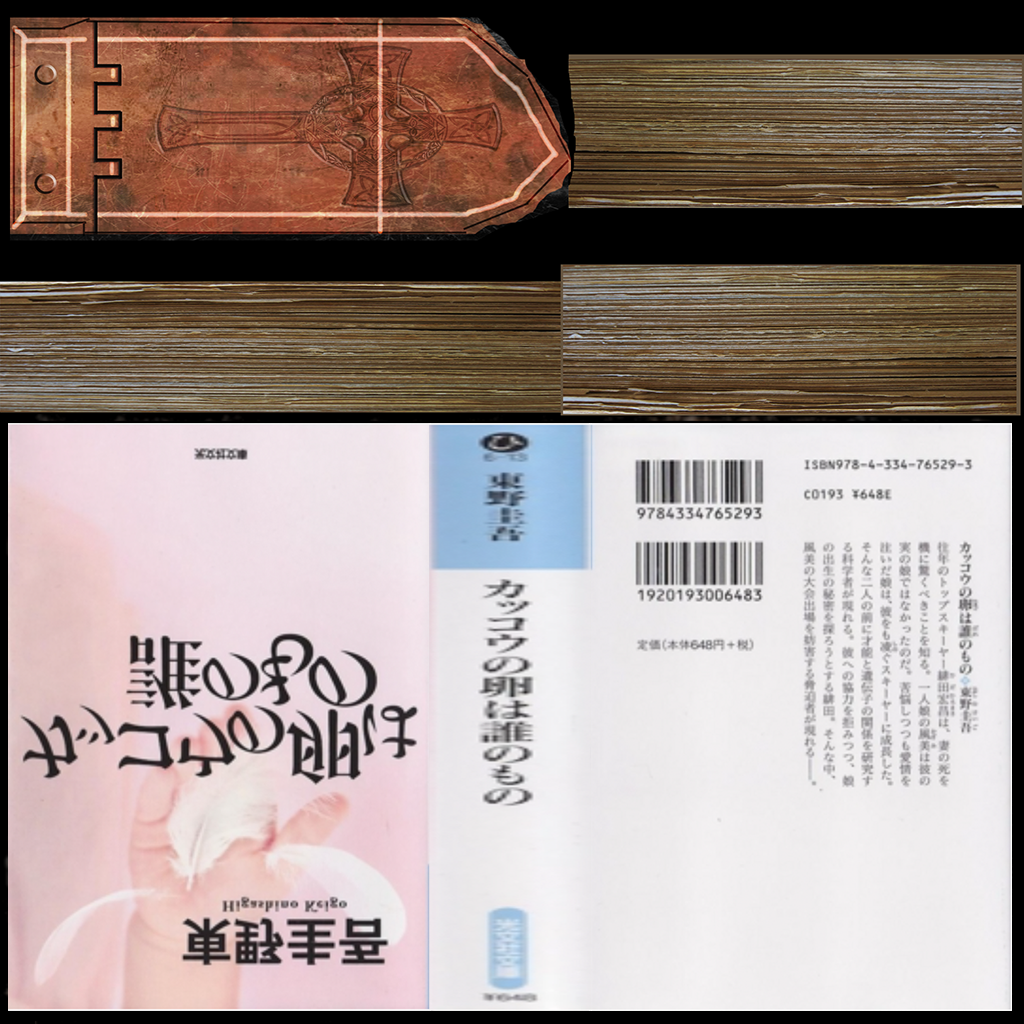 光文社文庫
カッコウの卵は
誰のもの
Higashino Keigo
東野圭吾
ひ
6-13
東野圭吾
カッコウの卵は誰のもの
光文社文庫
¥648
9784334765293
1920193006483
定価(本体648円+税)
ISBN978-4-334-76529-3
C0193 ¥648E
カッコウの卵は誰のもの◆東野圭吾
往年のトップスキーヤー緋田宏昌は、妻の死を
機に驚くべきことを知る。一人娘の風美は彼の
実の娘ではなかったのだ。苦悩しつつも愛情を
注いだ娘は、彼をも凌ぐスキーヤーに成長した。
そんな二人の前に才能と遺伝子の関係を研究す
る科学者が現れる。彼への協力を拒みつつ、娘
の出生の秘密を探ろうとする緋田。そんな中、
風美の大会出場を妨害する脅迫者が現れる――。